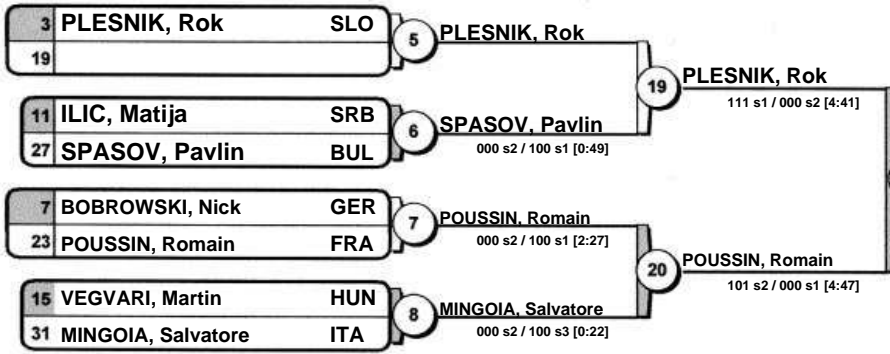 3 PLESNIK, Rok SLO
19
11 ILIC, Matija SRB
27 SPASOV, Pavlin BUL
7 BOBROWSKI, Nick GER
23 POUSSIN, Romain FRA
15 VEGVARI, Martin HUN
31 MINGOIA, Salvatore ITA
5 PLESNIK, Rok
6 SPASOV, Pavlin
000 s2 / 100 s1 [0:49]
7 POUSSIN, Romain
000 s2 / 100 s1 [2:27]
8 MINGOIA, Salvatore
000 s2 / 100 s3 [0:22]
19 PLESNIK, Rok
111 s1 / 000 s2 [4:41]
20 POUSSIN, Romain
101 s2 / 000 s1 [4:47]